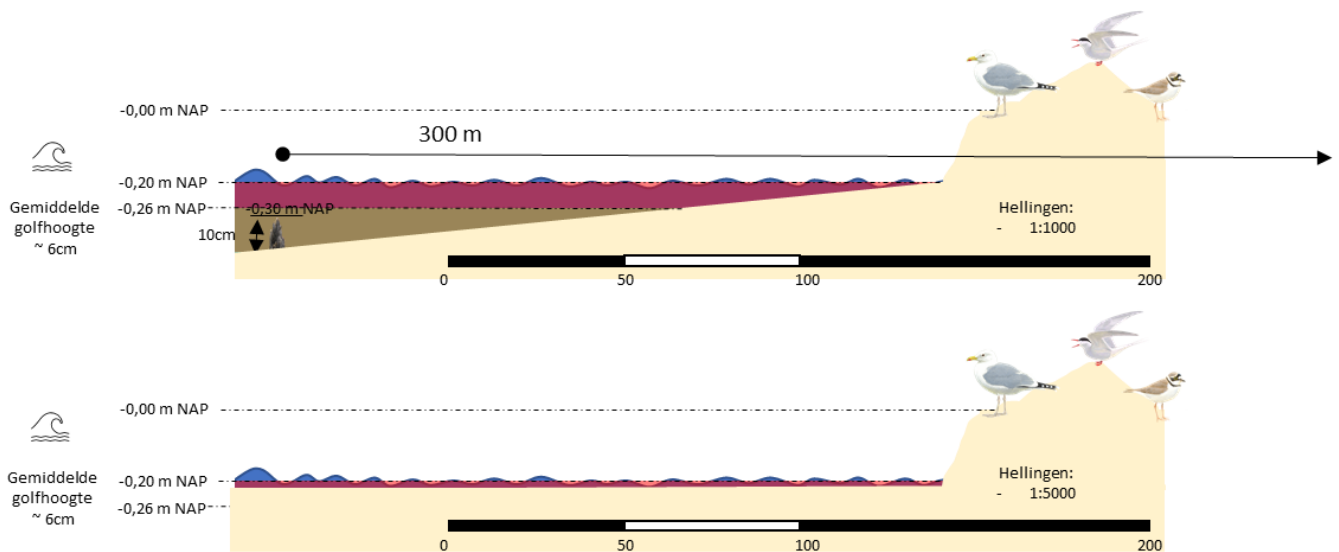 -0,00 m NAP
300 m
-0,20 m NAP
-0,26 m NAP
-0,30 m NAP
Gemiddelde
golfhoogte
~ 6cm
10cm
Hellingen:
- 1:1000
0 50 100 200
-0,00 m NAP
-0,20 m NAP
-0,26 m NAP
Gemiddelde
golfhoogte
~ 6cm
Hellingen:
- 1:5000
0 50 100 200